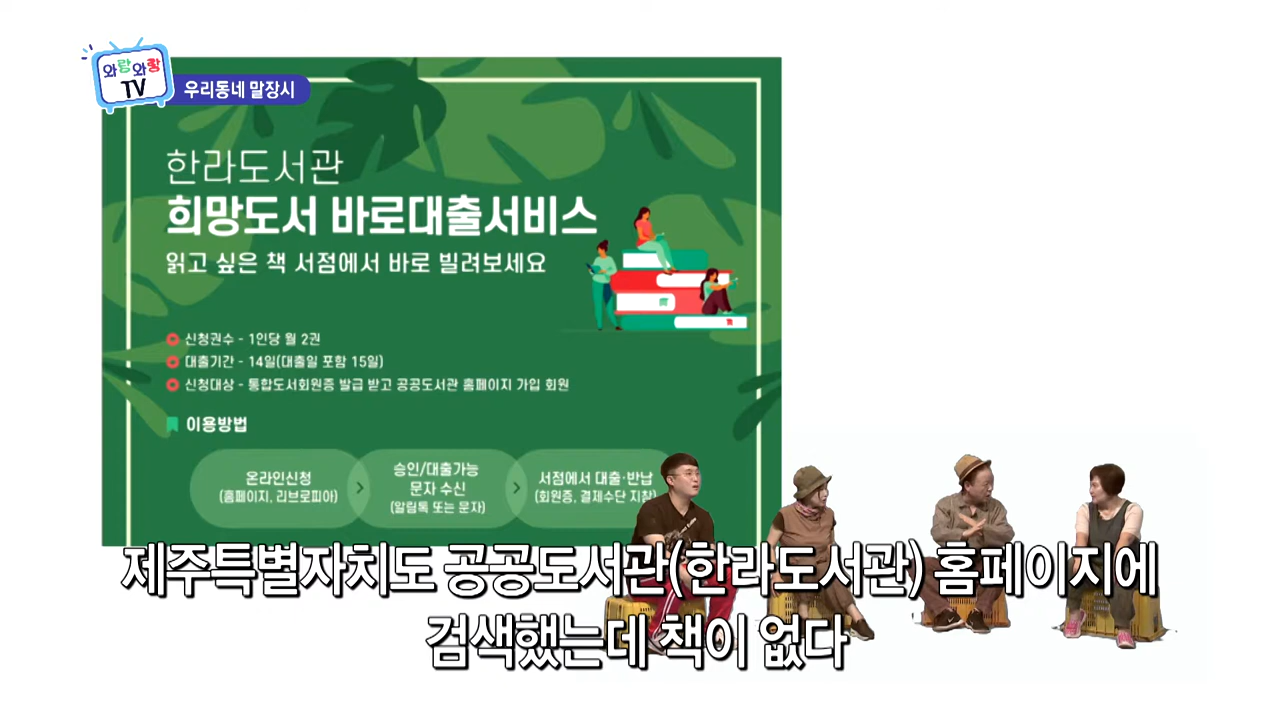 와랑와랑
TV
우리동네 말장시
한라도서관
희망도서 바로대출서비스
읽고 싶은 책 서점에서 바로 빌려보세요
신청권수 - 1인당 월 2권
대출기간 - 14일(대출일 포함 15일)
신청대상 - 통합도서회원증 발급 받고 공공도서관 홈페이지 가입 회원
이용방법
온라인신청
(홈페이지, 리브로피아)
승인/대출가능
문자 수신
(알림톡 또는 문자)
서점에서 대출·반납
(회원증, 결제수단 지참)
제주특별자치도 공공도서관(한라도서관) 홈페이지에
검색했는데 책이 없다